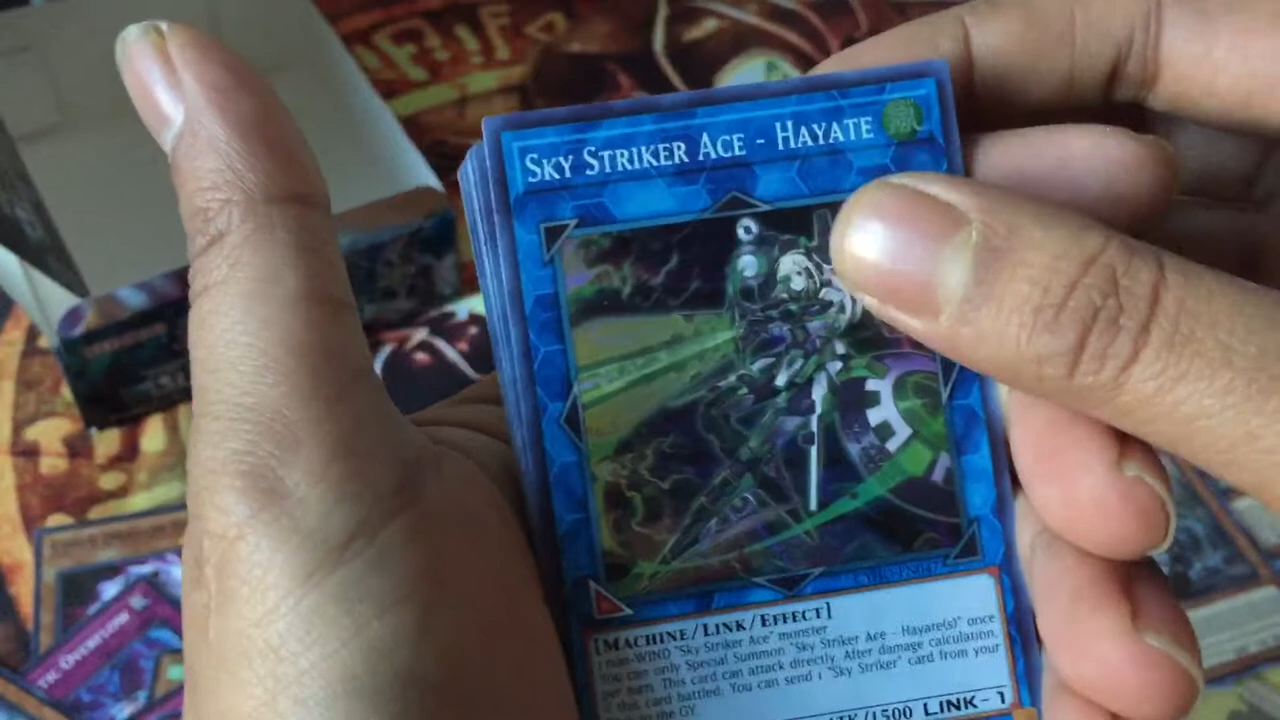 SKY STRIKER ACE - HAYATE
[MACHINE/LINK/EFFECT]
1 non-WIND "Sky Striker Ace" monster
You can only Special Summon "Sky Striker Ace - Hayate(s)" once
per turn. This card can attack directly. After damage calculation,
if this card battled: You can send 1 "Sky Striker" card from your
to the GY.
ATK/1500 LINK-1
OVERFLOW